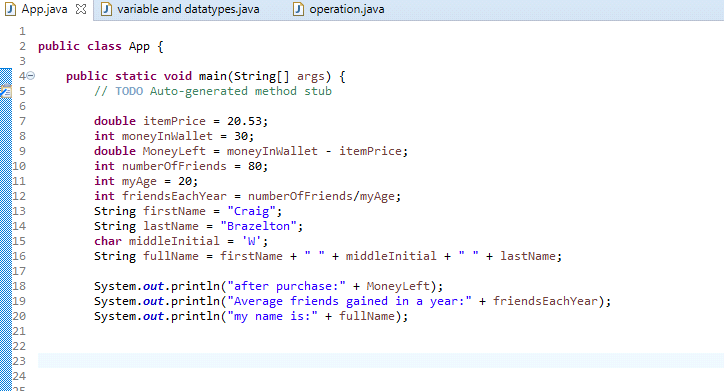 App.java variable and datatypes.java operation.java
1
2 public class App {
3
4 public static void main(String[] args) {
5 // TODO Auto-generated method stub
6
7 double itemPrice = 20.53;
8 int moneyInWallet = 30;
9 double MoneyLeft = moneyInWallet - itemPrice;
10 int numberOfFriends = 80;
11 int myAge = 20;
12 int friendsEachYear = numberOfFriends/myAge;
13 String firstName = "Craig";
14 String lastName = "Brazelton";
15 char middleInitial = 'W';
16 String fullName = firstName + " " + middleInitial + " " + lastName;
17
18 System.out.println("after purchase:" + MoneyLeft);
19 System.out.println("Average friends gained in a year:" + friendsEachYear);
20 System.out.println("my name is:" + fullName);
21
22
23
24
25